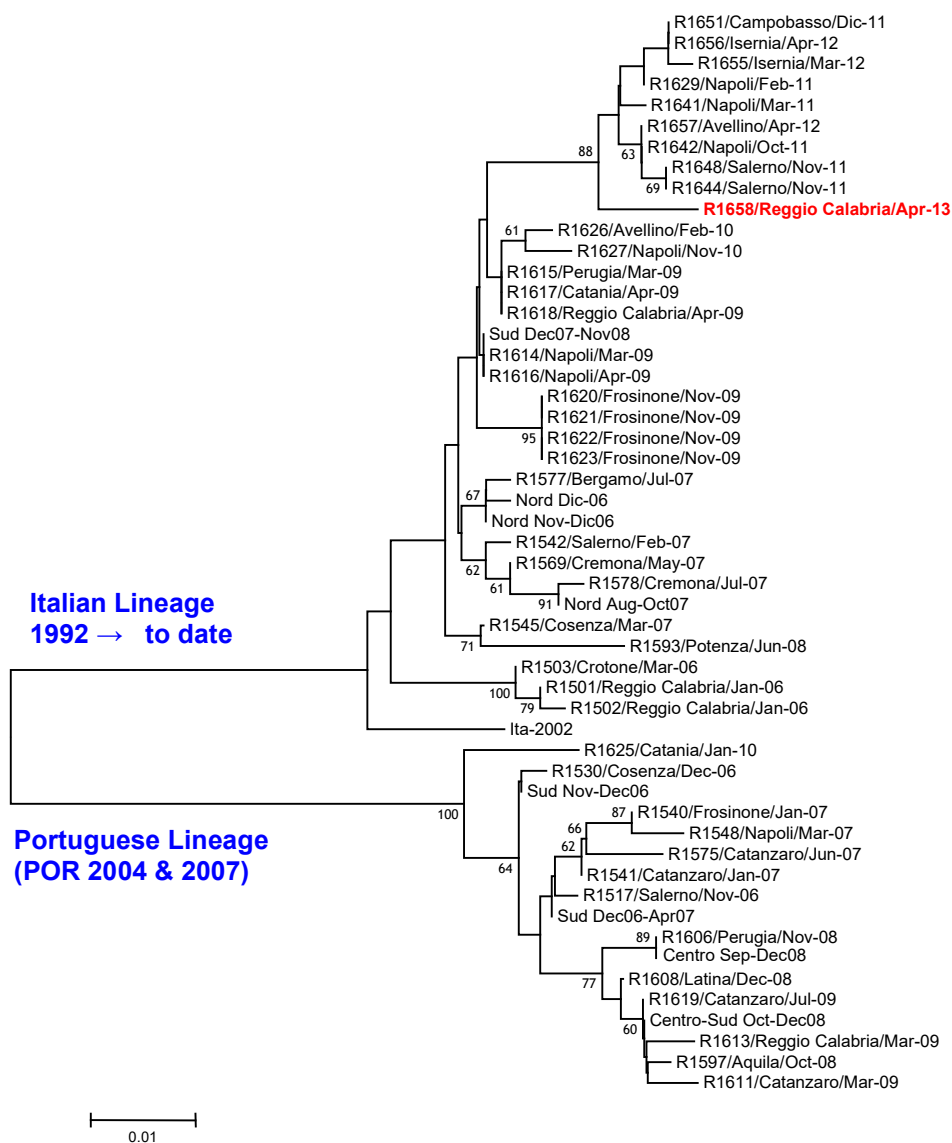 R1651/Campobasso/Dic-11
R1656/Isernia/Apr-12
R1655/Isernia/Mar-12
R1629/Napoli/Feb-11
R1641/Napoli/Mar-11
R1657/Avellino/Apr-12
88
63
R1642/Napoli/Oct-11
R1648/Salerno/Nov-11
69
R1644/Salerno/Nov-11
R1658/Reggio Calabria/Apr-13
61
R1626/Avellino/Feb-10
R1627/Napoli/Nov-10
R1615/Perugia/Mar-09
R1617/Catania/Apr-09
R1618/Reggio Calabria/Apr-09
Sud Dec07-Nov08
R1614/Napoli/Mar-09
R1616/Napoli/Apr-09
R1620/Frosinone/Nov-09
R1621/Frosinone/Nov-09
95
R1622/Frosinone/Nov-09
R1623/Frosinone/Nov-09
R1577/Bergamo/Jul-07
67
Nord Dic-06
Nord Nov-Dic06
R1542/Salerno/Feb-07
62
R1569/Cremona/May-07
61
R1578/Cremona/Jul-07
91
Nord Aug-Oct07
Italian Lineage
1992 → to date
R1545/Cosenza/Mar-07
71
R1593/Potenza/Jun-08
R1503/Crotone/Mar-06
100
R1501/Reggio Calabria/Jan-06
79
R1502/Reggio Calabria/Jan-06
Ita-2002
R1625/Catania/Jan-10
R1530/Cosenza/Dec-06
Sud Nov-Dec06
100
Portuguese Lineage
(POR 2004 & 2007)
87
R1540/Frosinone/Jan-07
66
R1548/Napoli/Mar-07
62
R1575/Catanzaro/Jun-07
64
R1541/Catanzaro/Jan-07
R1517/Salerno/Nov-06
Sud Dec06-Apr07
89
R1606/Perugia/Nov-08
Centro Sep-Dec08
77
R1608/Latina/Dec-08
R1619/Catanzaro/Jul-09
60
Centro-Sud Oct-Dec08
R1613/Reggio Calabria/Mar-09
R1597/Aquila/Oct-08
R1611/Catanzaro/Mar-09
0.01